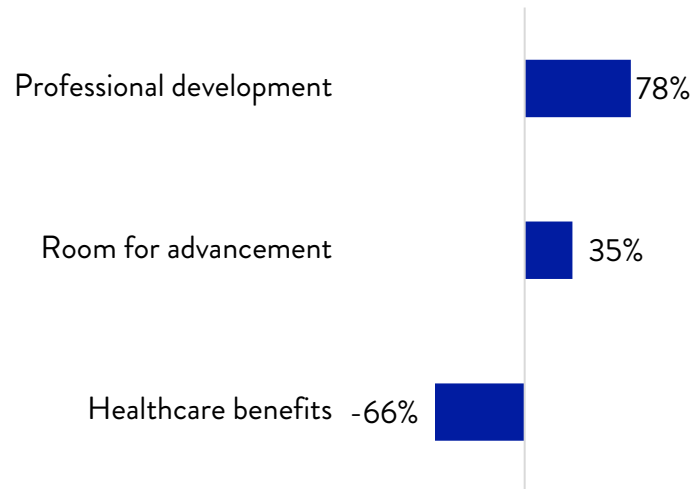 Professional development 78%
Room for advancement 35%
Healthcare benefits -66%